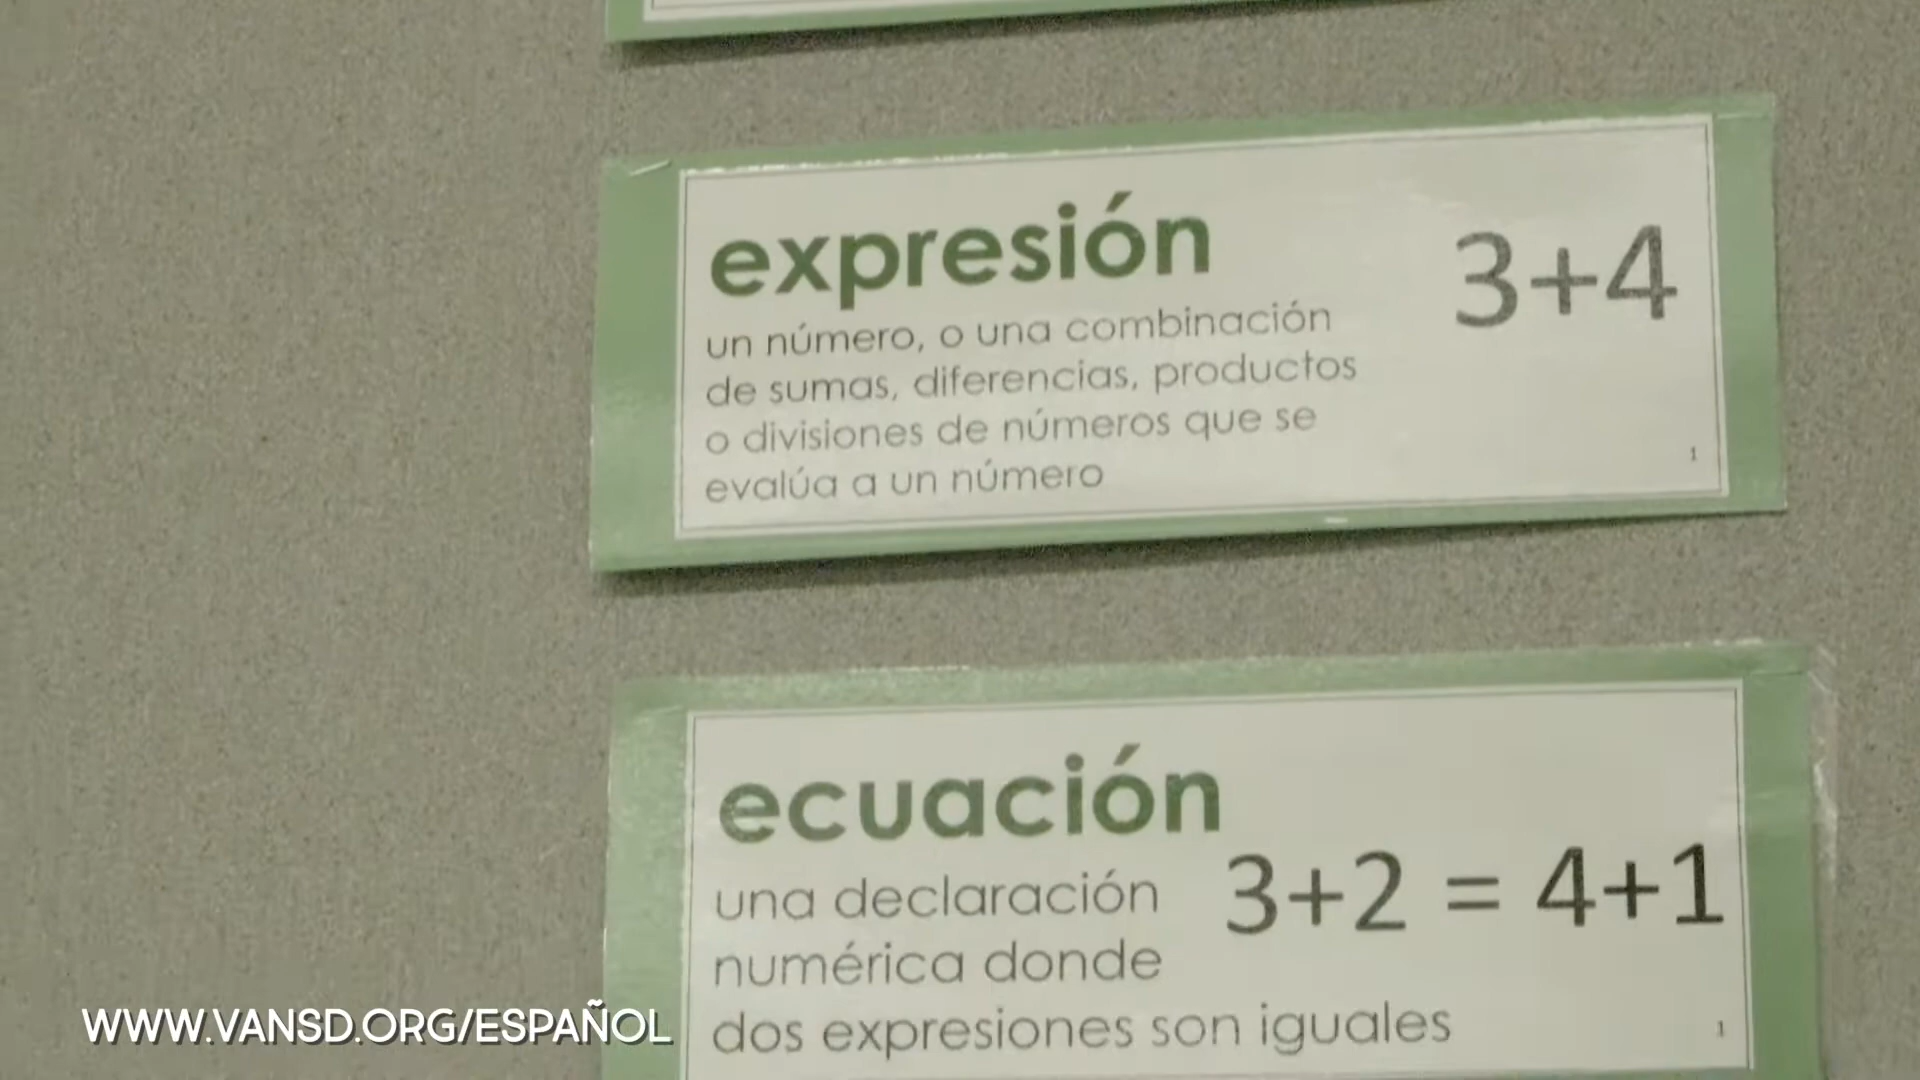 expresión
3+4
un número, o una combinación
de sumas, diferencias, productos
o divisiones de números que se
evalúa a un número
1
ecuación
una declaración
3+2 = 4+1
numérica donde
dos expresiones son iguales
1
WWW.VANSD.ORG/ESPAÑOL